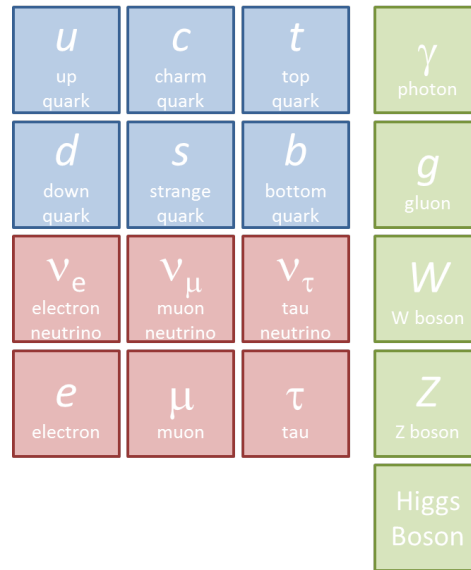 u
up
quark
c
charm
quark
t
top
quark
γ
photon
d
down
quark
s
strange
quark
b
bottom
quark
g
gluon
νe
electron
neutrino
νμ
muon
neutrino
ντ
tau
neutrino
W
W boson
e
electron
μ
muon
τ
tau
Z
Z boson
Higgs
Boson